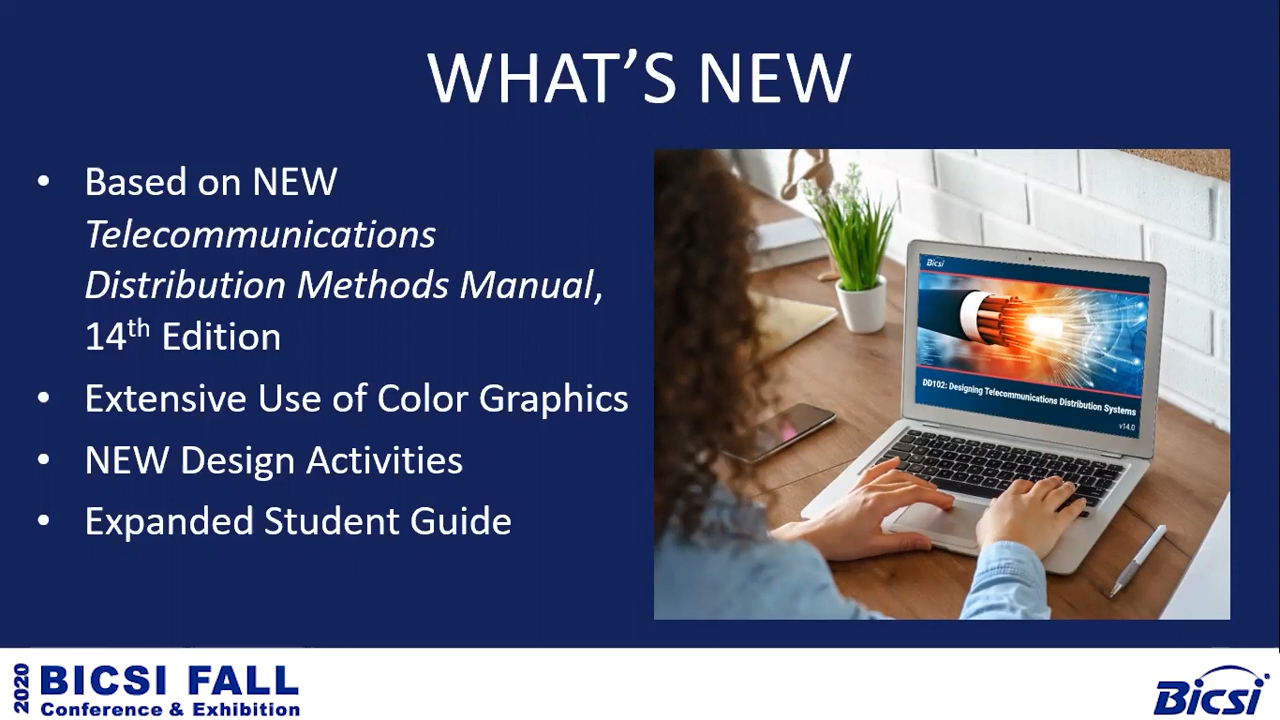 WHAT’S NEW
• Based on NEW
Telecommunications
Distribution Methods Manual,
14th Edition
• Extensive Use of Color Graphics
• NEW Design Activities
• Expanded Student Guide
Bicsi
DD102: Designing Telecommunications Distribution Systems
v14.0
2020
BICSI FALL
Conference & Exhibition
Bicsi